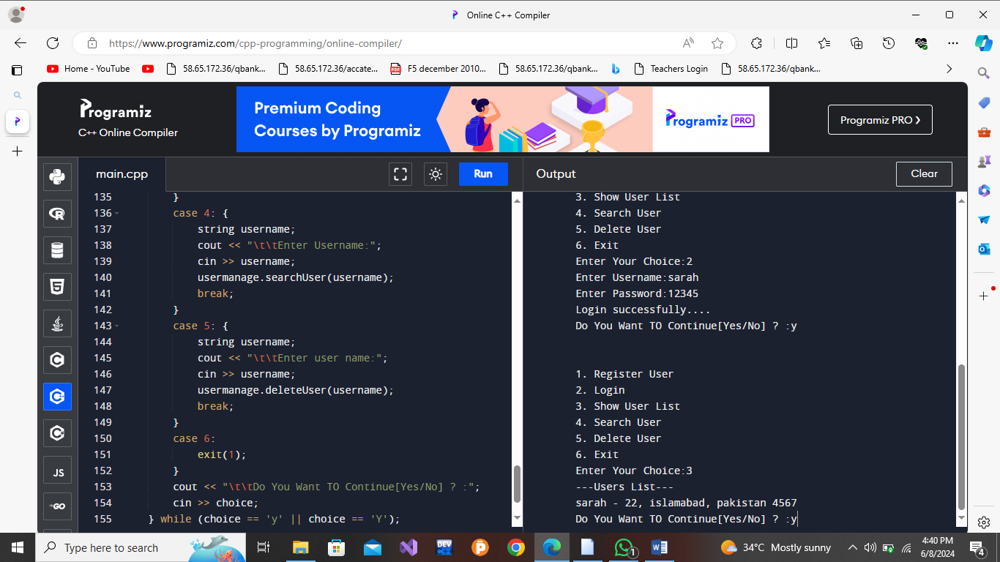 Online C++ Compiler
https://www.programiz.com/cpp-programming/online-compiler/
Home - YouTube
58.65.172.36/qbank...
58.65.172.36/accate...
PDF
F5 december 2010...
58.65.172.36/qbank...
Teachers Login
58.65.172.36/qbank...
Programiz
C++ Online Compiler
Premium Coding
Courses by Programiz
Programiz PRO
Programiz PRO ❯
main.cpp
Run
Output
Clear
135 }
136 case 4: {
137 string username;
138 cout << "\t\tEnter Username:";
139 cin >> username;
140 usermanage.searchUser(username);
141 break;
142 }
143 case 5: {
144 string username;
145 cout << "\t\tEnter user name:";
146 cin >> username;
147 usermanage.deleteUser(username);
148 break;
149 }
150 case 6:
151 exit(1);
152 }
153 cout << "\t\tDo You Want TO Continue[Yes/No] ? :";
154 cin >> choice;
155 } while (choice == 'y' || choice == 'Y');
JS
GO
3. Show User List
4. Search User
5. Delete User
6. Exit
Enter Your Choice:2
Enter Username:sarah
Enter Password:12345
Login successfully....
Do You Want TO Continue[Yes/No] ? :y
1. Register User
2. Login
3. Show User List
4. Search User
5. Delete User
6. Exit
Enter Your Choice:3
---Users List---
sarah - 22, islamabad, pakistan 4567
Do You Want TO Continue[Yes/No] ? :y
Type here to search
DEV
1
34°C Mostly sunny
4:40 PM
6/8/2024
4